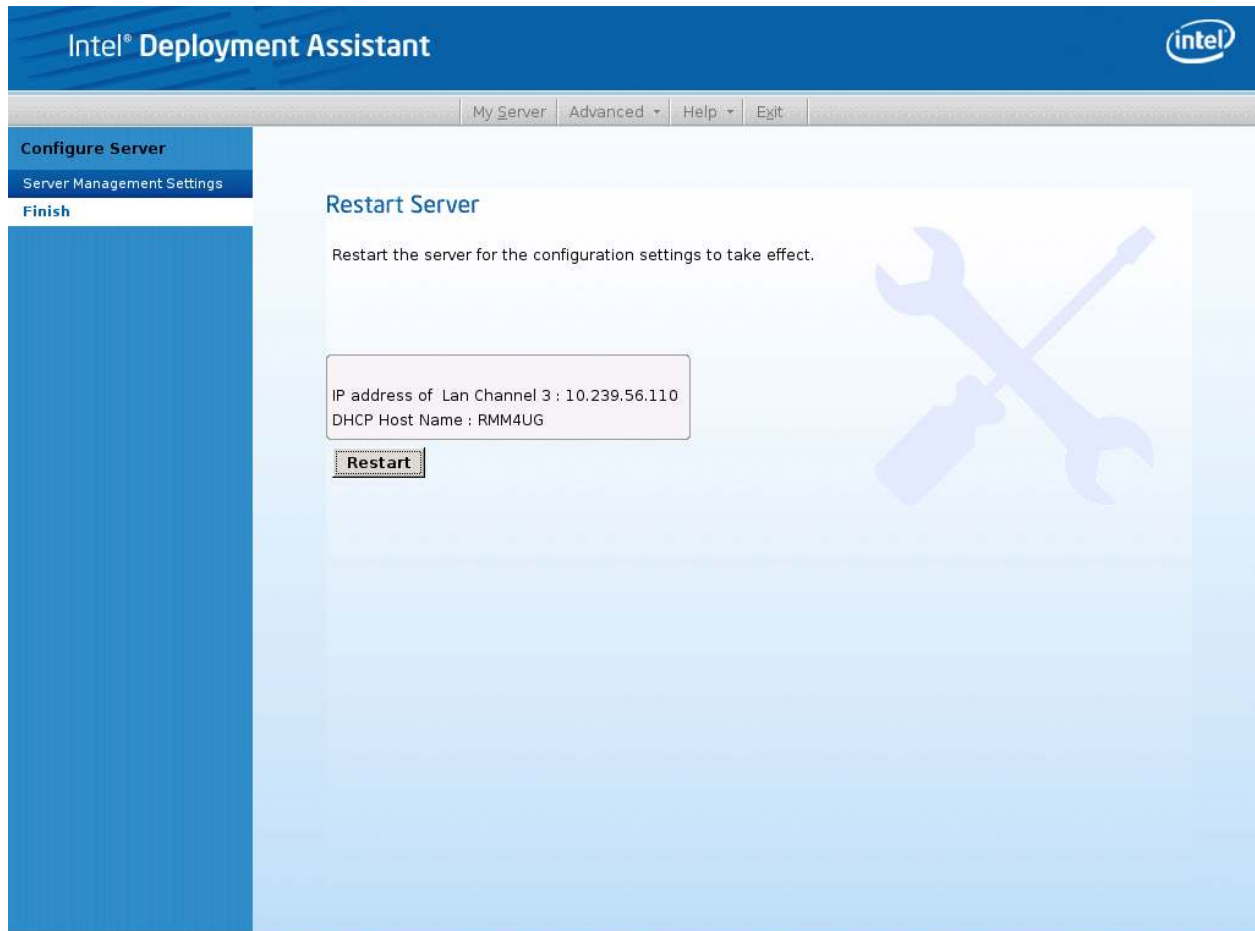 Intel® Deployment Assistant
intel
My Server Advanced Help Exit
Configure Server
Server Management Settings
Finish
Restart Server
Restart the server for the configuration settings to take effect.
IP address of Lan Channel 3 : 10.239.56.110
DHCP Host Name : RMM4UG
Restart